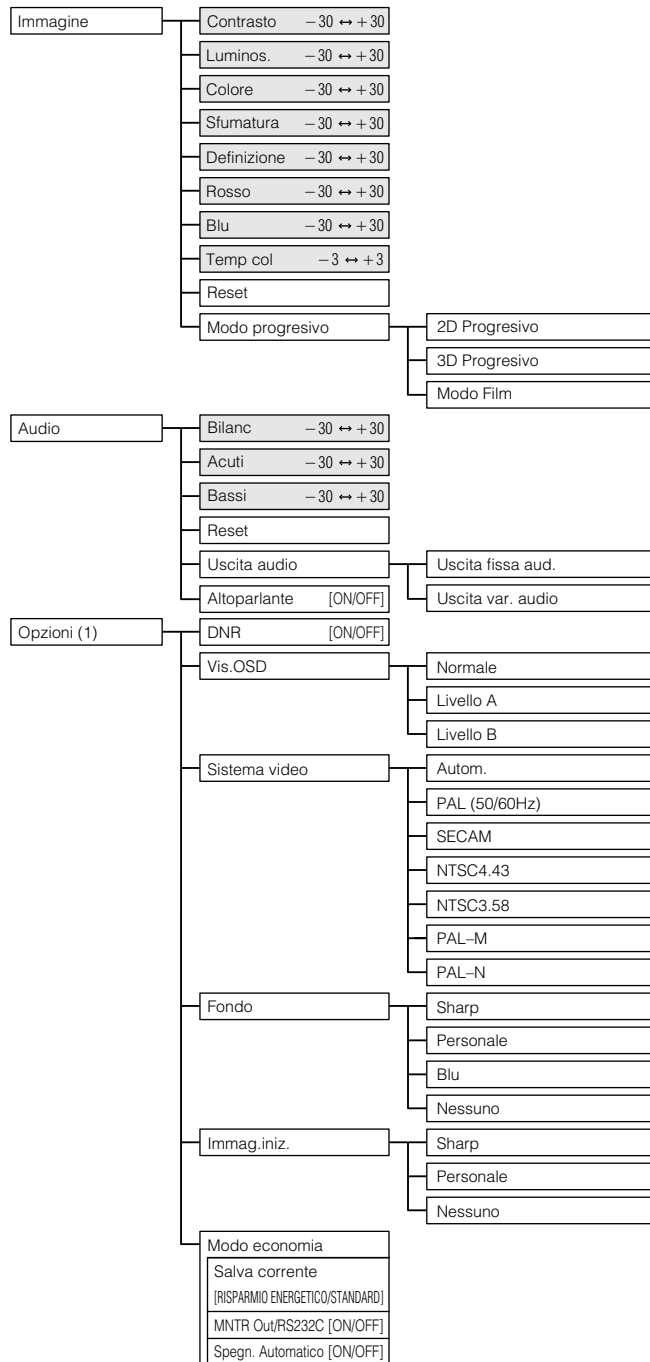 Immagine
Contrasto −30 ↔ +30
Luminos. −30 ↔ +30
Colore −30 ↔ +30
Sfumatura −30 ↔ +30
Definizione −30 ↔ +30
Rosso −30 ↔ +30
Blu −30 ↔ +30
Temp col −3 ↔ +3
Reset
Modo progresivo
2D Progresivo
3D Progresivo
Modo Film
Audio
Bilanc −30 ↔ +30
Acuti −30 ↔ +30
Bassi −30 ↔ +30
Reset
Uscita audio
Uscita fissa aud.
Uscita var. audio
Altoparlante [ON/OFF]
Opzioni (1)
DNR [ON/OFF]
Vis.OSD
Normale
Livello A
Livello B
Sistema video
Autom.
PAL (50/60Hz)
SECAM
NTSC4.43
NTSC3.58
PAL–M
PAL–N
Fondo
Sharp
Personale
Blu
Nessuno
Immag.iniz.
Sharp
Personale
Nessuno
Modo economia
Salva corrente
[RISPARMIO ENERGETICO/STANDARD]
MNTR Out/RS232C [ON/OFF]
Spegn. Automatico [ON/OFF]